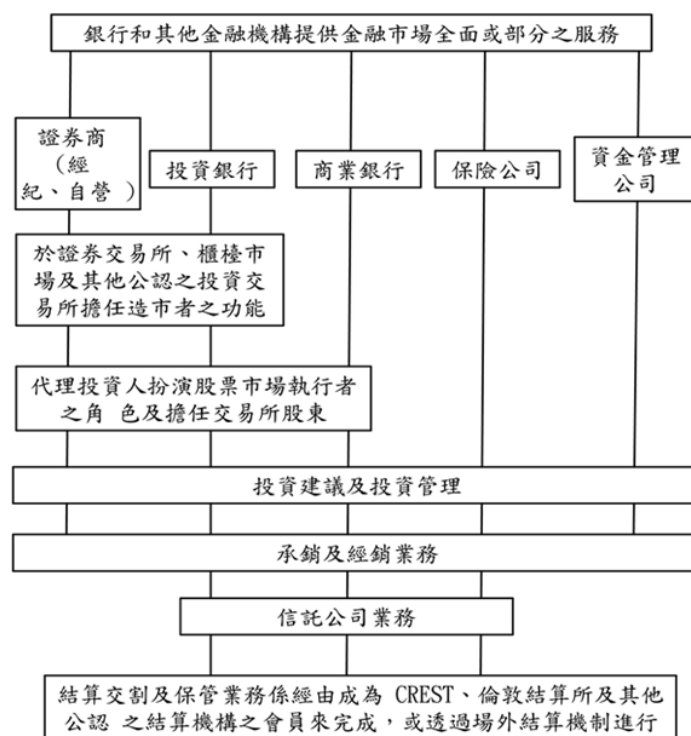 銀行和其他金融機構提供金融市場全面或部分之服務
證券商
(經
紀、自營 )
投資銀行
商業銀行
保險公司
資金管理
公司
於證券交易所、櫃檯市
場及其他公認之投資交
易所擔任造市者之功能
代理投資人扮演股票市場執行者
之角 色及擔任交易所股東
投資建議及投資管理
承銷及經銷業務
信託公司業務
結算交割及保管業務係經由成為 CREST、倫敦結算所及其他
公認 之結算機構之會員來完成，或透過場外結算機制進行